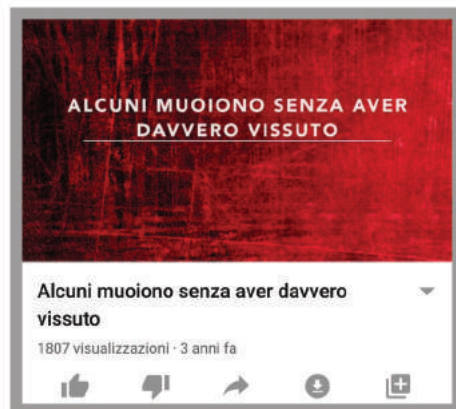 ALCUNI MUOIONO SENZA AVER
DAVVERO VISSUTO
Alcuni muoiono senza aver davvero
vissuto
1807 visualizzazioni · 3 anni fa